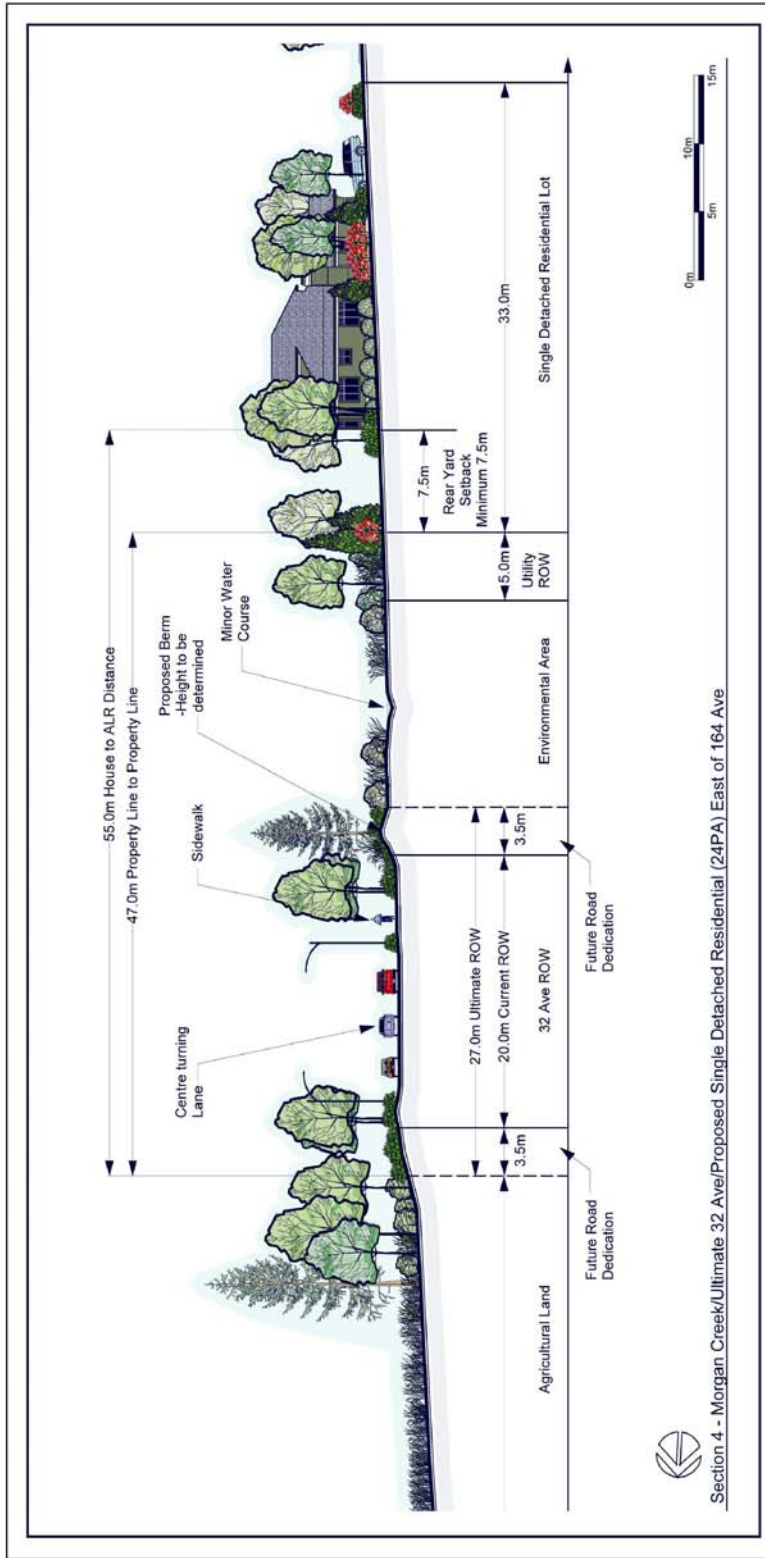 55.0m House to ALR Distance
47.0m Property Line to Property Line
Centre turning
Lane
Sidewalk
Proposed Berm
-Height to be
determined
Minor Water
Course
7.5m
Rear Yard
Setback
Minimum 7.5m
27.0m Ultimate ROW
3.5m
20.0m Current ROW
3.5m
5.0m
33.0m
Agricultural Land
32 Ave ROW
Environmental Area
Utility
ROW
Single Detached Residential Lot
Future Road
Dedication
Future Road
Dedication
0m
5m
10m
15m
Section 4 - Morgan Creek/Ultimate 32 Ave/Proposed Single Detached Residential (24PA) East of 164 Ave